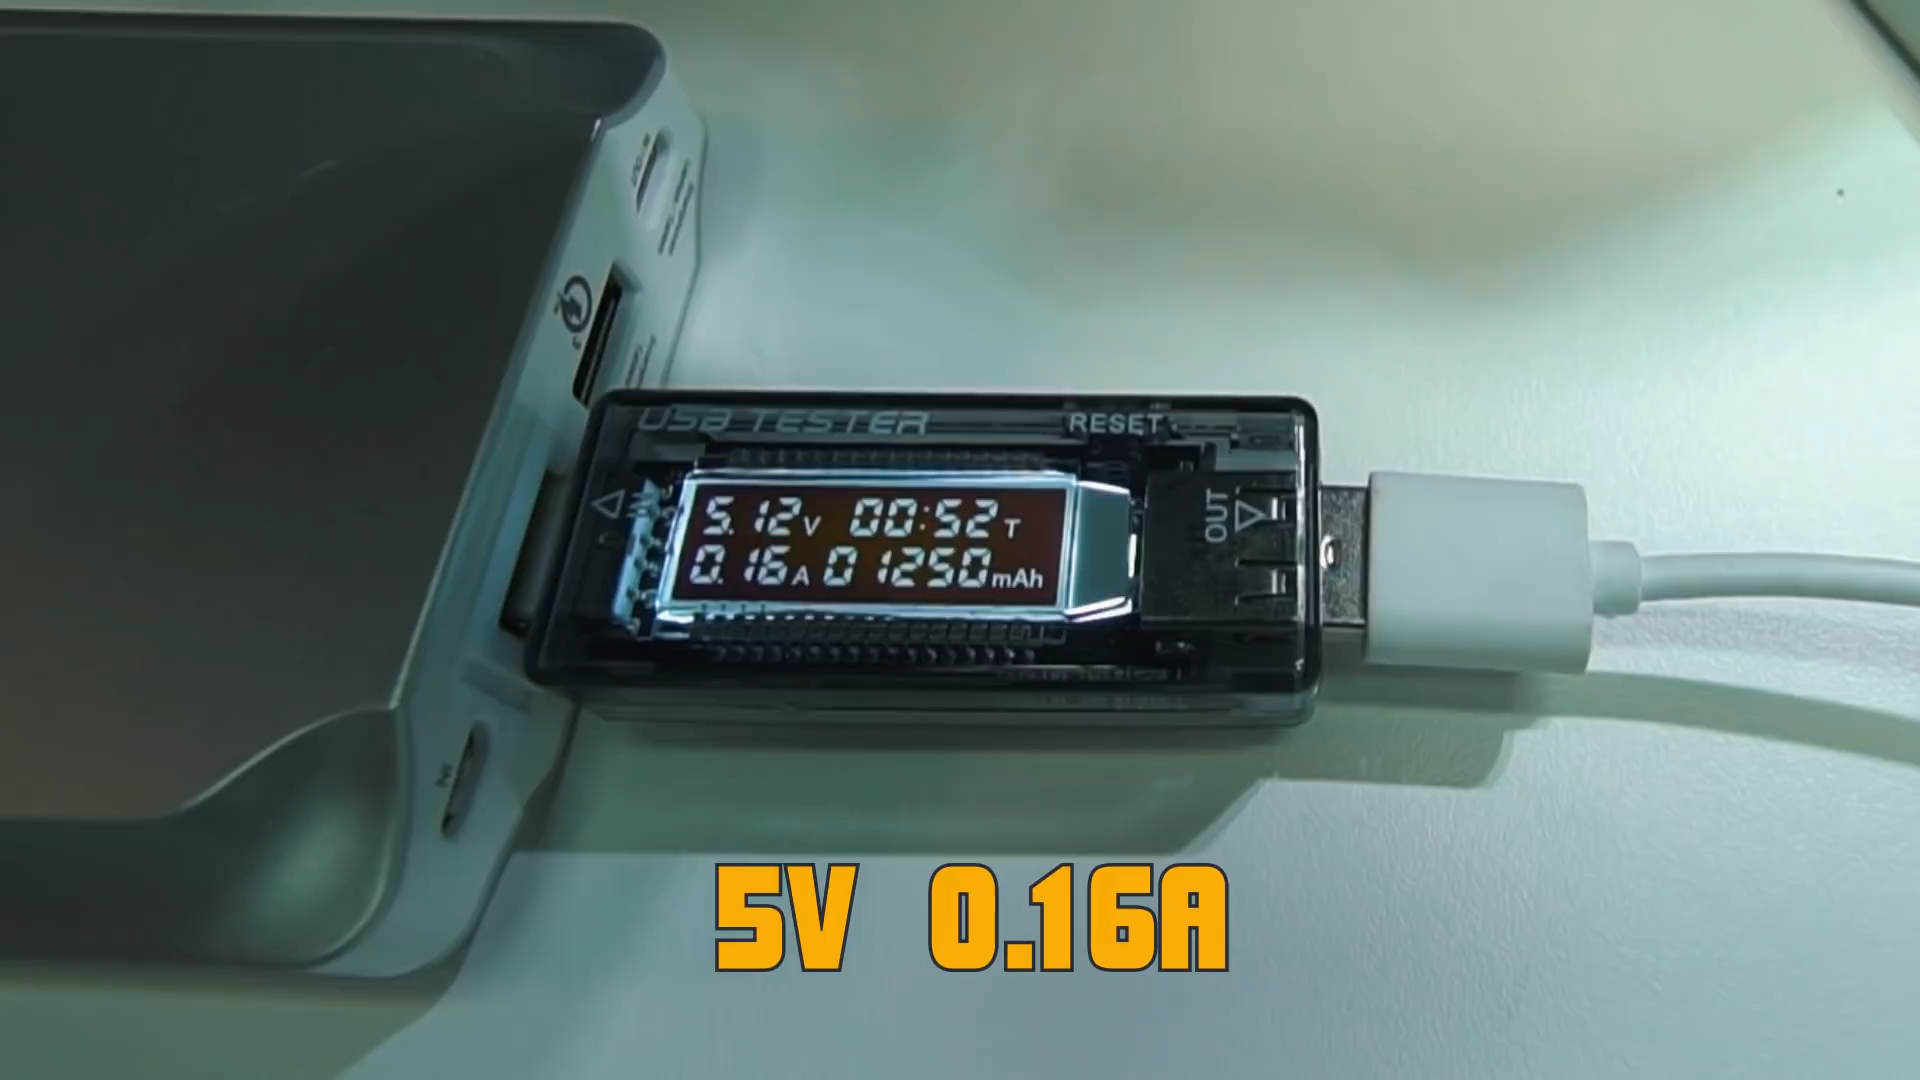 USB TESTER
RESET
5.12V 00:52T
0.16A 01250mAh
OUT
5V 0.16A